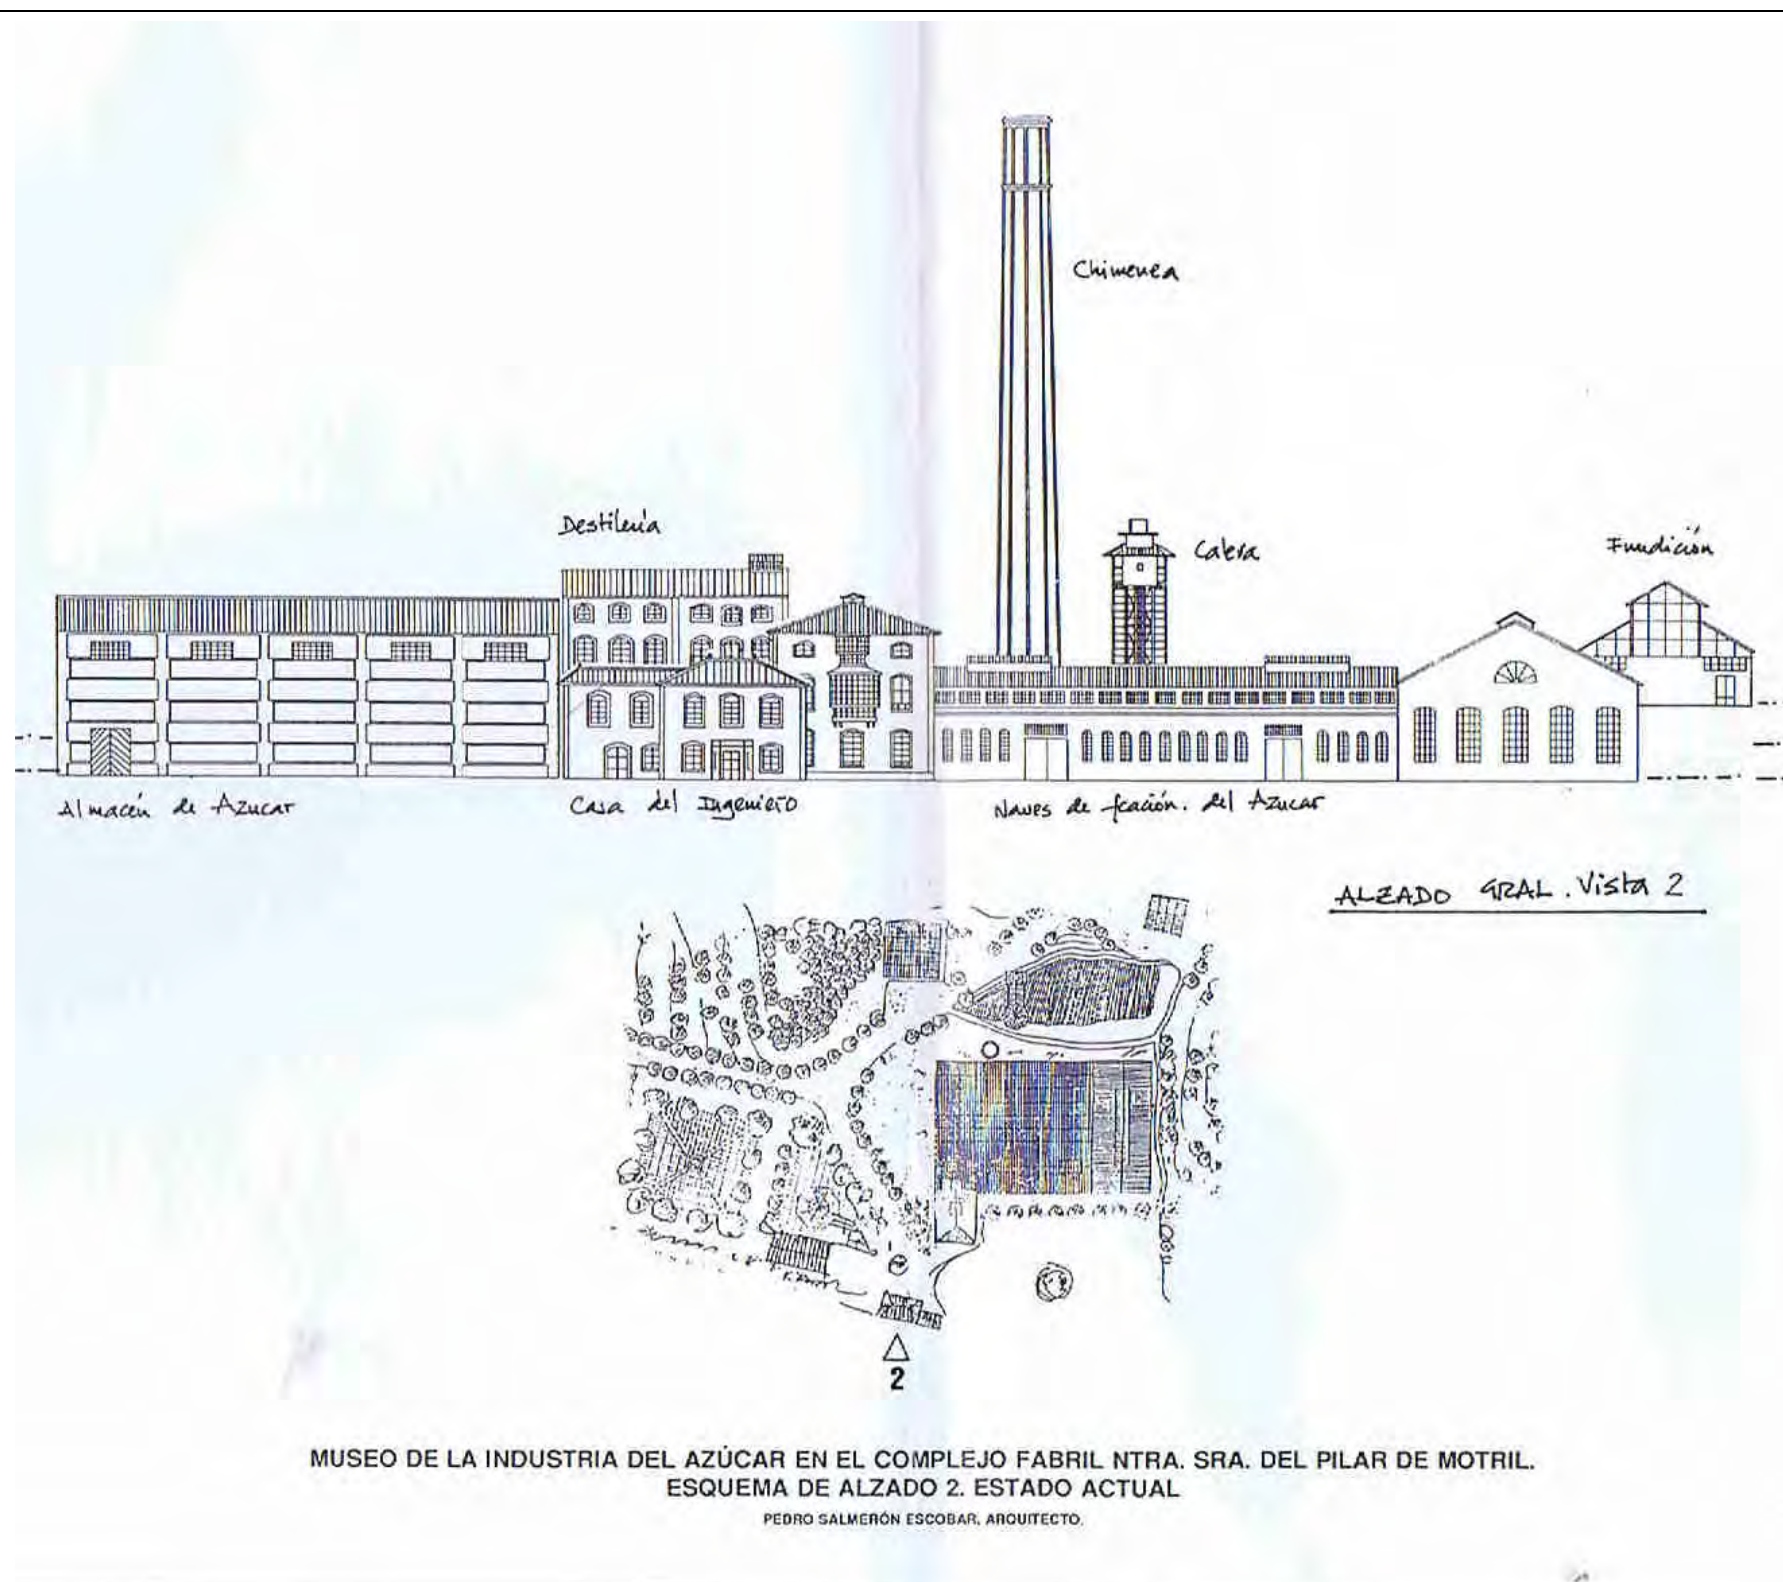 Chimenea
Destilería
Calera
Fundición
Almacén de Azucar
Casa del Ingeniero
Naves de fcación. del Azucar
ALZADO GRAL. Vista 2
2
MUSEO DE LA INDUSTRIA DEL AZÚCAR EN EL COMPLEJO FABRIL NTRA. SRA. DEL PILAR DE MOTRIL.
ESQUEMA DE ALZADO 2. ESTADO ACTUAL
PEDRO SALMERÓN ESCOBAR. ARQUITECTO.